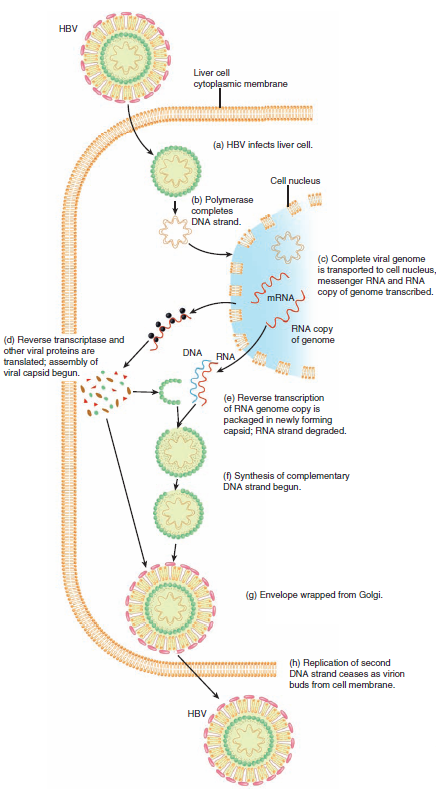 HBV
Liver cell
cytoplasmic membrane
(a) HBV infects liver cell.
Cell nucleus
(b) Polymerase
completes
DNA strand.
(c) Complete viral genome
is transported to cell nucleus,
messenger RNA and RNA
copy of genome transcribed.
mRNA
RNA copy
of genome
(d) Reverse transcriptase and
other viral proteins are
translated; assembly of
viral capsid begun.
DNA
RNA
(e) Reverse transcription
of RNA genome copy is
packaged in newly forming
capsid; RNA strand degraded.
(f) Synthesis of complementary
DNA strand begun.
(g) Envelope wrapped from Golgi.
(h) Replication of second
DNA strand ceases as virion
buds from cell membrane.
HBV